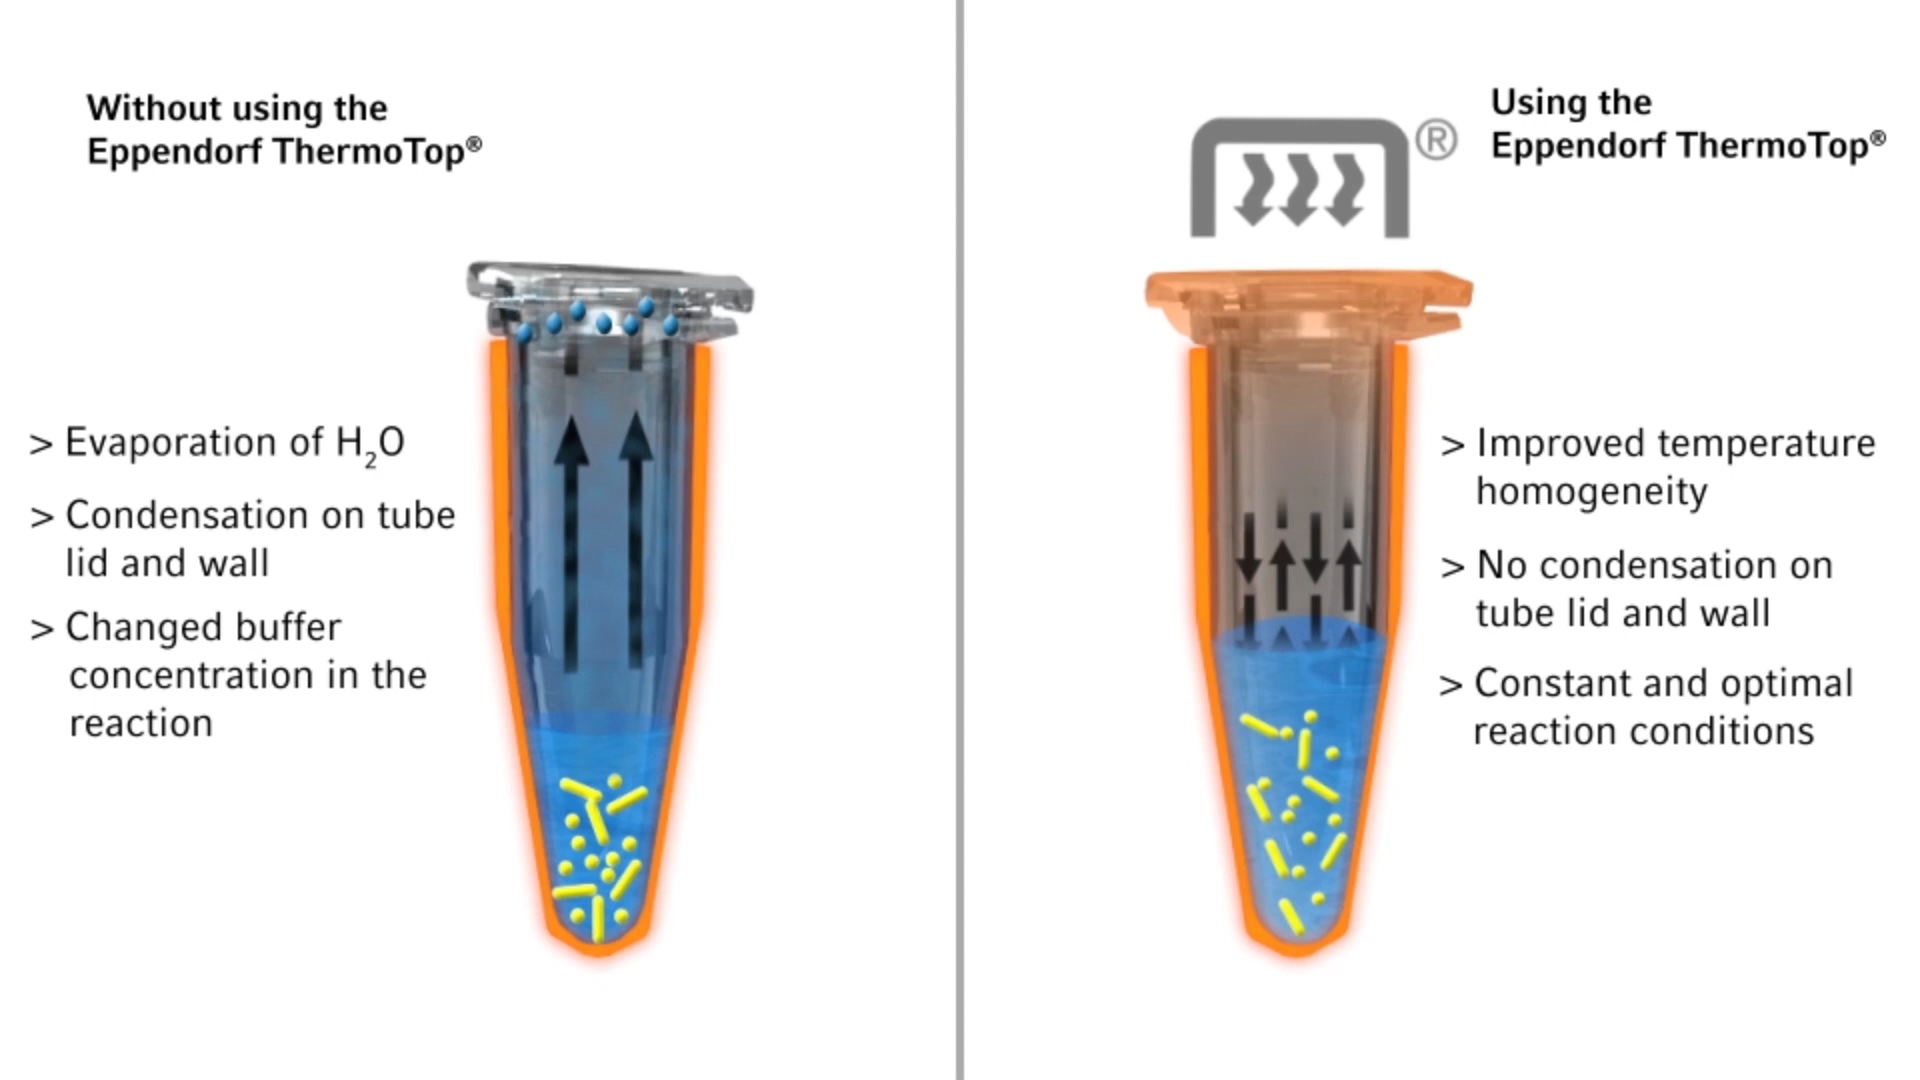 Without using the
Eppendorf ThermoTop®
> Evaporation of H₂O
> Condensation on tube
lid and wall
> Changed buffer
concentration in the
reaction
®
Using the
Eppendorf ThermoTop®
> Improved temperature
homogeneity
> No condensation on
tube lid and wall
> Constant and optimal
reaction conditions